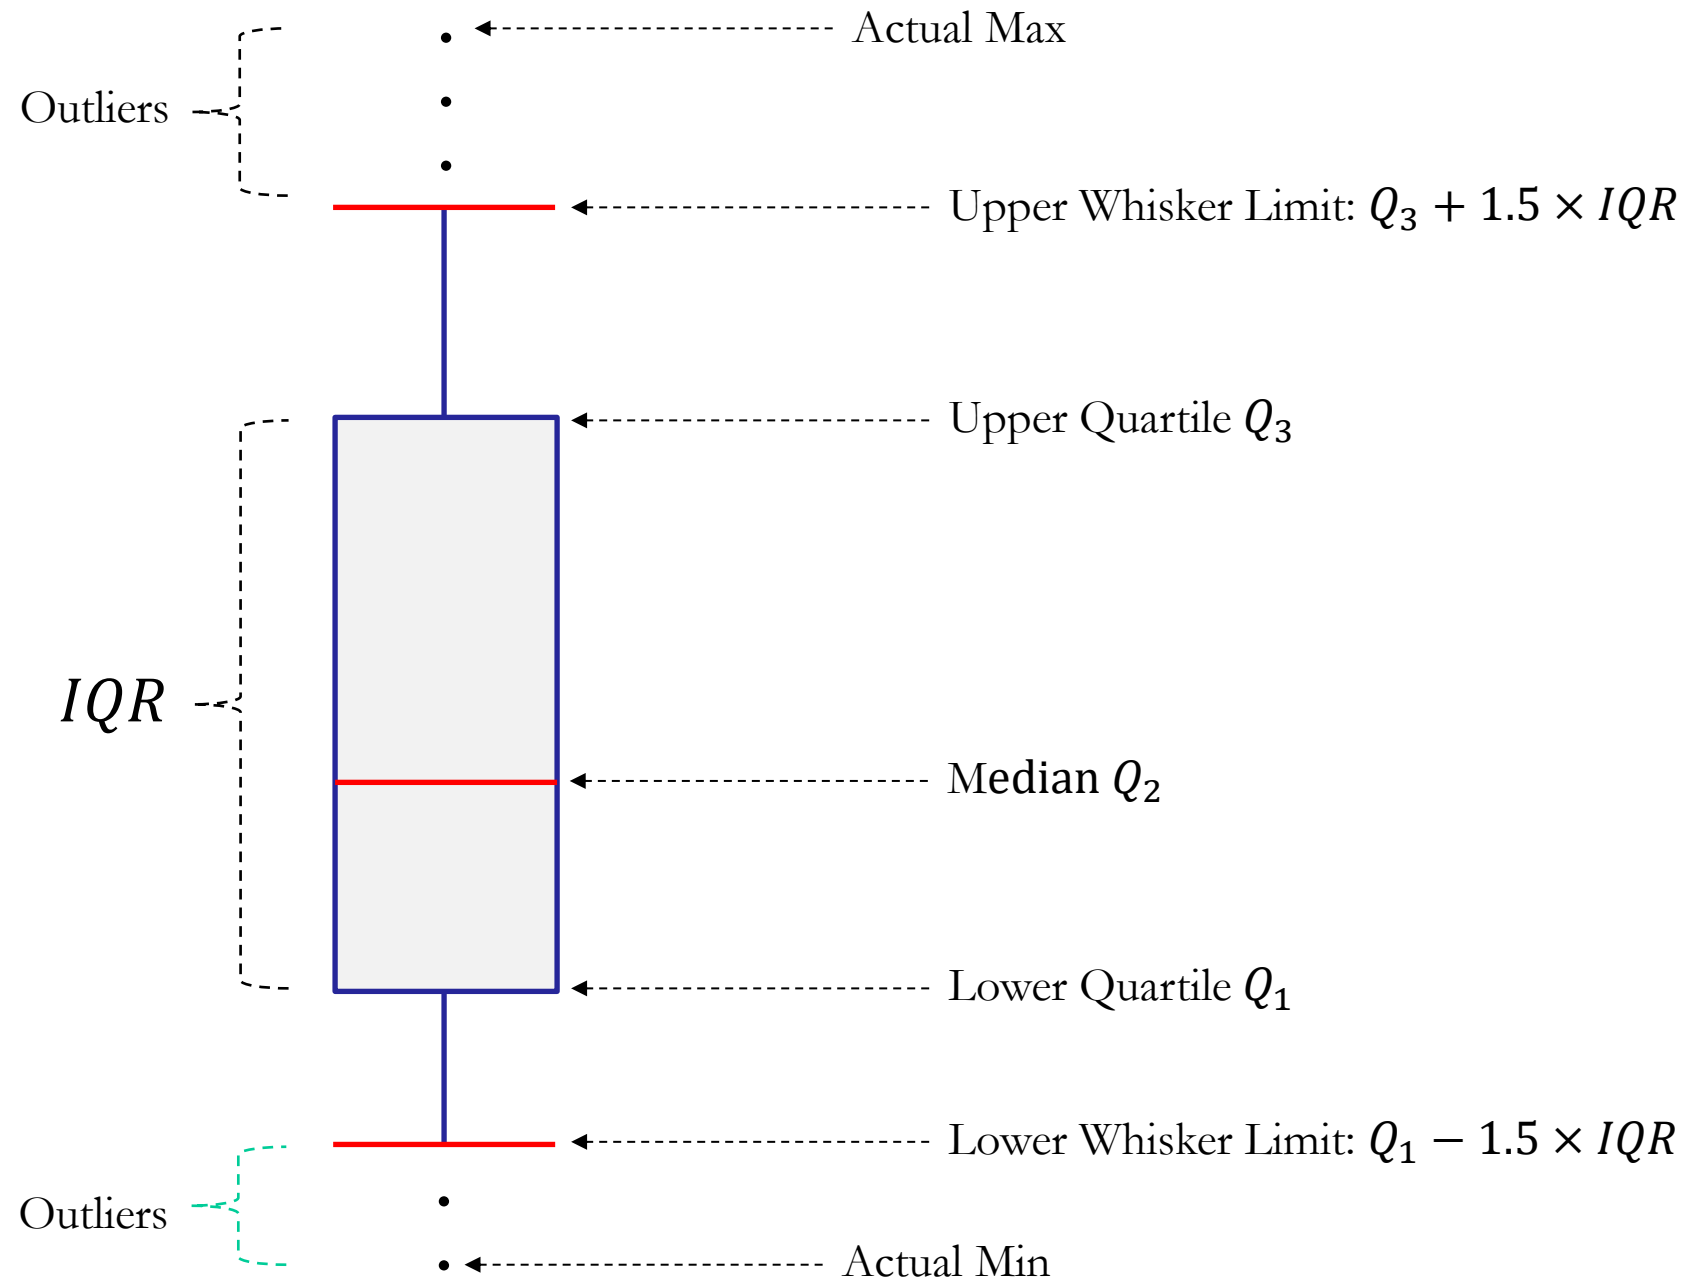 Actual Max
Outliers
Upper Whisker Limit: Q₃ + 1.5 × IQR
Upper Quartile Q₃
IQR
Median Q₂
Lower Quartile Q₁
Lower Whisker Limit: Q₁ − 1.5 × IQR
Outliers
Actual Min